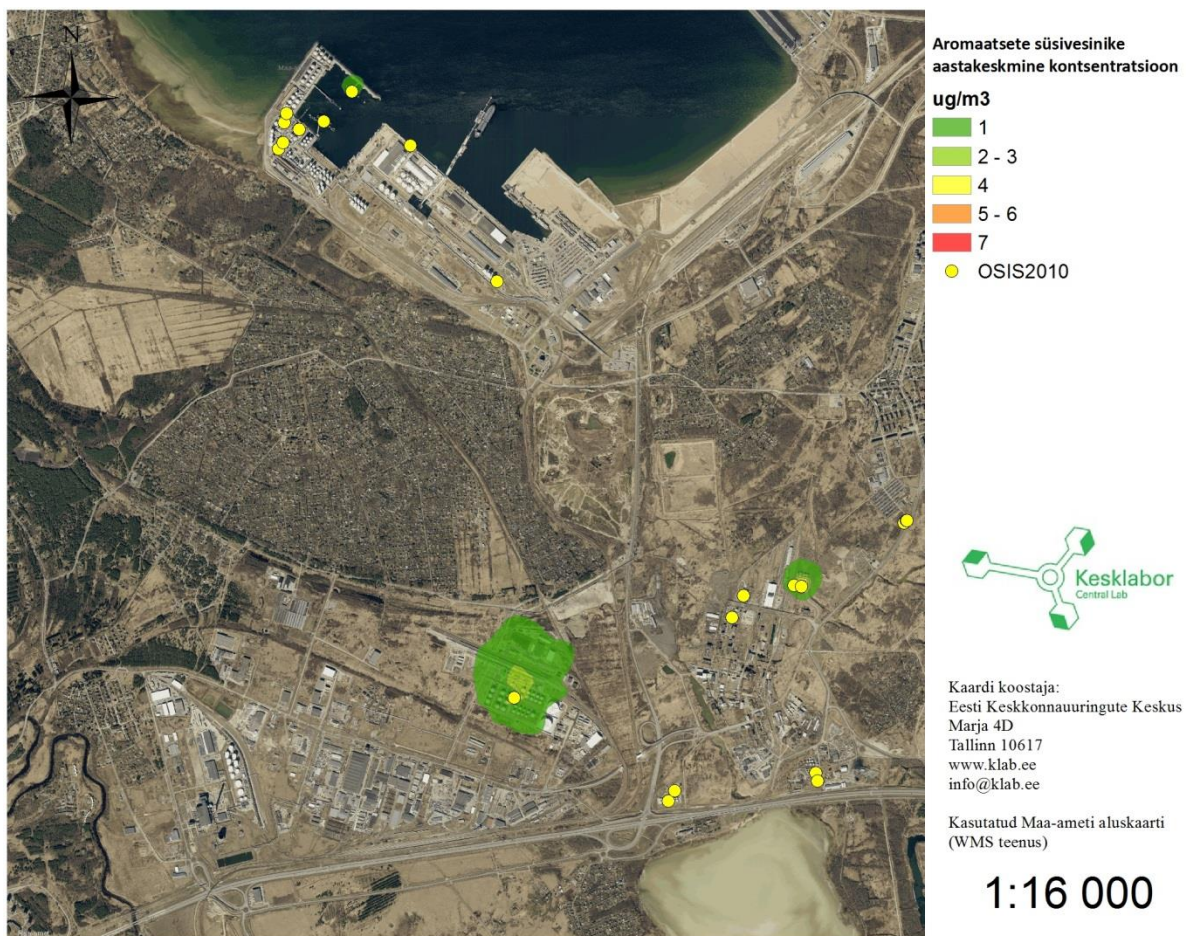 N
Aromaatsete süsivesinike
aastakeskmine kontsentratsioon
ug/m3
1
2 - 3
4
5 - 6
7
OSIS2010
Kesklabor
Central Lab
Kaardi koostaja:
Eesti Keskkonnauuringute Keskus
Marja 4D
Tallinn 10617
www.klab.ee
info@klab.ee
Kasutatud Maa-ameti aluskaarti
(WMS teenus)
1:16 000